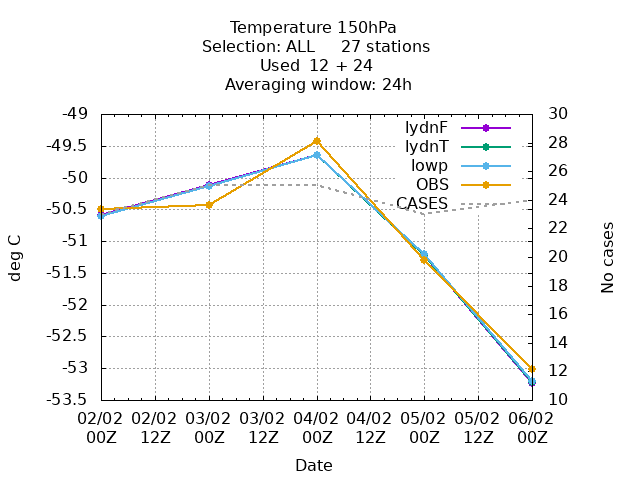 Temperature 150hPa
Selection: ALL     27 stations
Used  12 + 24
Averaging window: 24h
-49
-49.5
-50
-50.5
-51
-51.5
-52
-52.5
-53
-53.5
deg C
30
28
26
24
22
20
18
16
14
12
10
No cases
lydnF
lydnT
lowp
OBS
CASES
02/02 02/02 03/02 03/02 04/02 04/02 05/02 05/02 06/02
00Z 12Z 00Z 12Z 00Z 12Z 00Z 12Z 00Z
Date